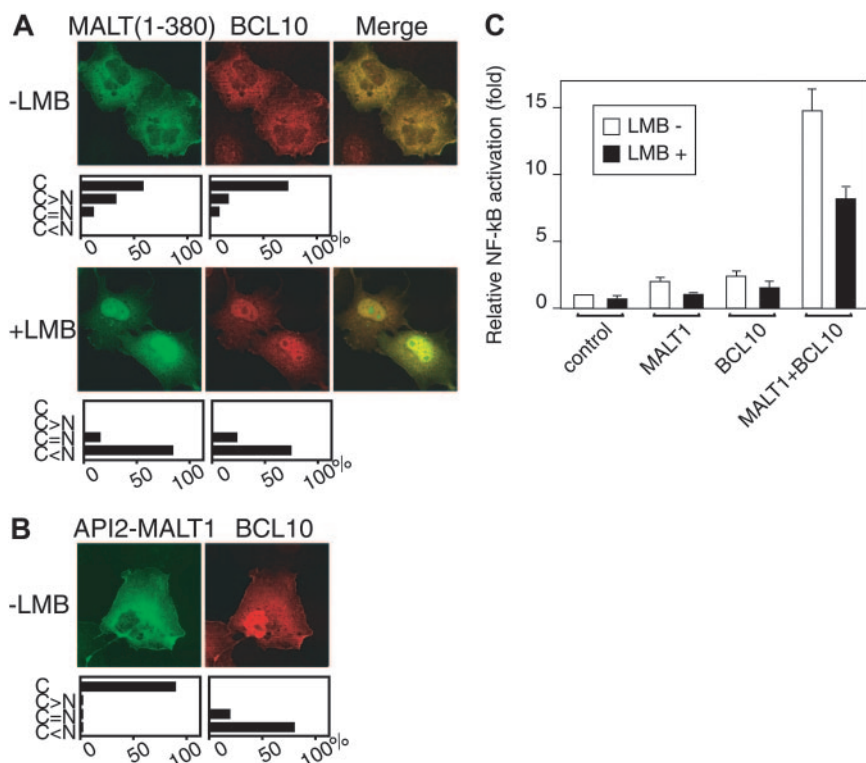 A
MALT(1-380) BCL10 Merge
-LMB
C
C>N
C=N
C<N
0 50 100
0 50 100%
+LMB
C
C>N
C=N
C<N
0 50 100
0 50 100%
B
API2-MALT1 BCL10
-LMB
C
C>N
C=N
C<N
0 50 100
0 50 100%
C
Relative NF-kB activation (fold)
15
10
5
0
LMB -
LMB +
control
MALT1
BCL10
MALT1+BCL10